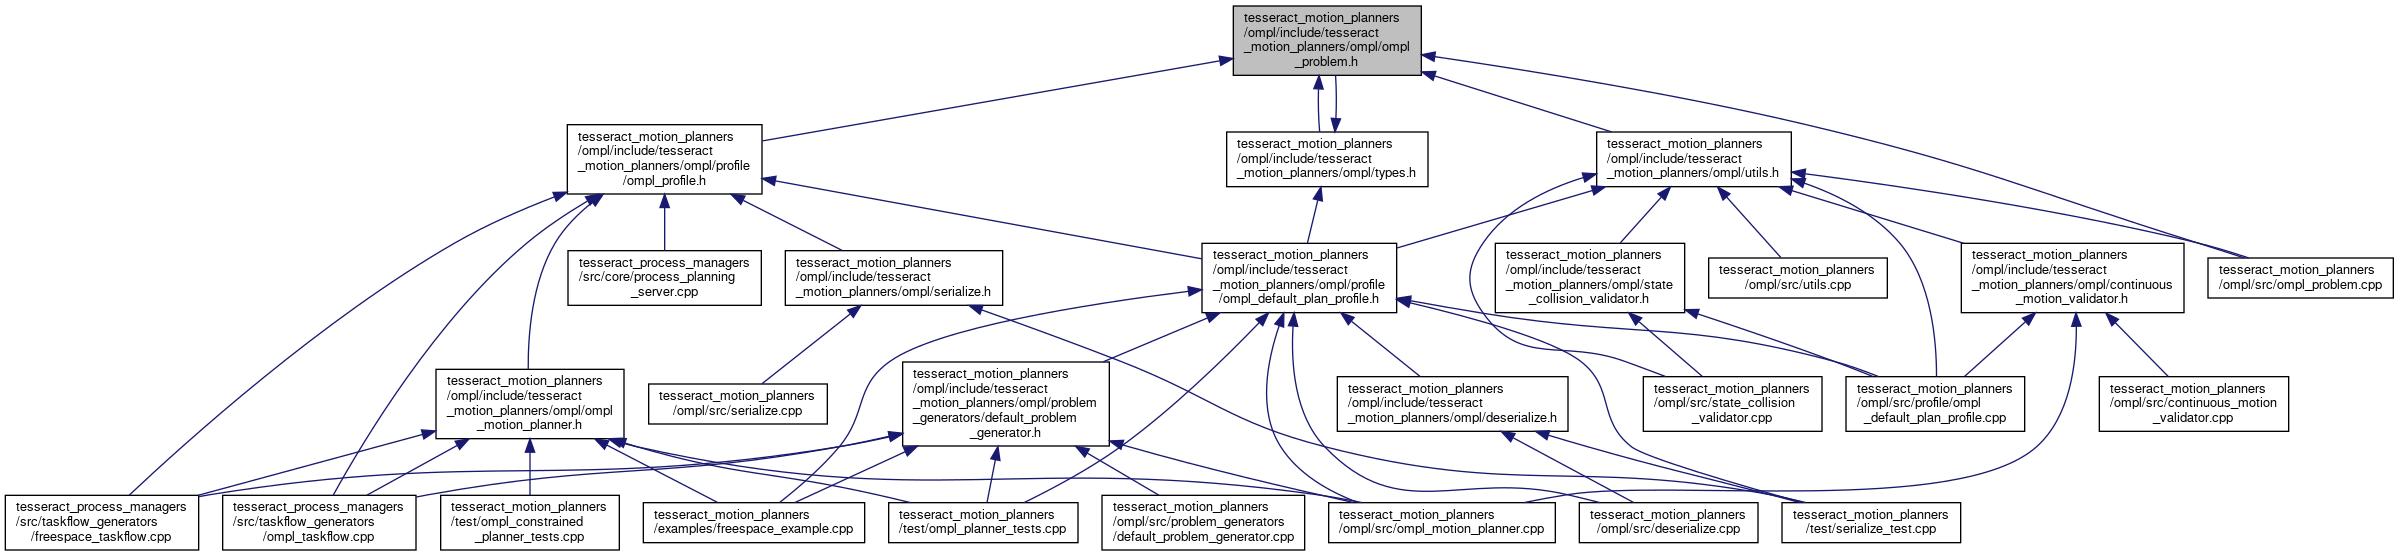 tesseract_motion_planners
/ompl/include/tesseract
_motion_planners/ompl/ompl
_problem.h
tesseract_motion_planners
/ompl/include/tesseract
_motion_planners/ompl/profile
/ompl_profile.h
tesseract_motion_planners
/ompl/include/tesseract
_motion_planners/ompl/types.h
tesseract_motion_planners
/ompl/include/tesseract
_motion_planners/ompl/utils.h
tesseract_process_managers
/src/core/process_planning
_server.cpp
tesseract_motion_planners
/ompl/include/tesseract
_motion_planners/ompl/serialize.h
tesseract_motion_planners
/ompl/include/tesseract
_motion_planners/ompl/profile
/ompl_default_plan_profile.h
tesseract_motion_planners
/ompl/include/tesseract
_motion_planners/ompl/state
_collision_validator.h
tesseract_motion_planners
/ompl/src/utils.cpp
tesseract_motion_planners
/ompl/include/tesseract
_motion_planners/ompl/continuous
_motion_validator.h
tesseract_motion_planners
/ompl/src/ompl_problem.cpp
tesseract_motion_planners
/ompl/include/tesseract
_motion_planners/ompl/ompl
_motion_planner.h
tesseract_motion_planners
/ompl/src/serialize.cpp
tesseract_motion_planners
/ompl/include/tesseract
_motion_planners/ompl/problem
_generators/default_problem
_generator.h
tesseract_motion_planners
/ompl/include/tesseract
_motion_planners/ompl/deserialize.h
tesseract_motion_planners
/ompl/src/state_collision
_validator.cpp
tesseract_motion_planners
/ompl/src/profile/ompl
_default_plan_profile.cpp
tesseract_motion_planners
/ompl/src/continuous_motion
_validator.cpp
tesseract_process_managers
/src/taskflow_generators
/freespace_taskflow.cpp
tesseract_process_managers
/src/taskflow_generators
/ompl_taskflow.cpp
tesseract_motion_planners
/test/ompl_constrained
_planner_tests.cpp
tesseract_motion_planners
/examples/freespace_example.cpp
tesseract_motion_planners
/test/ompl_planner_tests.cpp
tesseract_motion_planners
/ompl/src/problem_generators
/default_problem_generator.cpp
tesseract_motion_planners
/ompl/src/ompl_motion_planner.cpp
tesseract_motion_planners
/ompl/src/deserialize.cpp
tesseract_motion_planners
/test/serialize_test.cpp